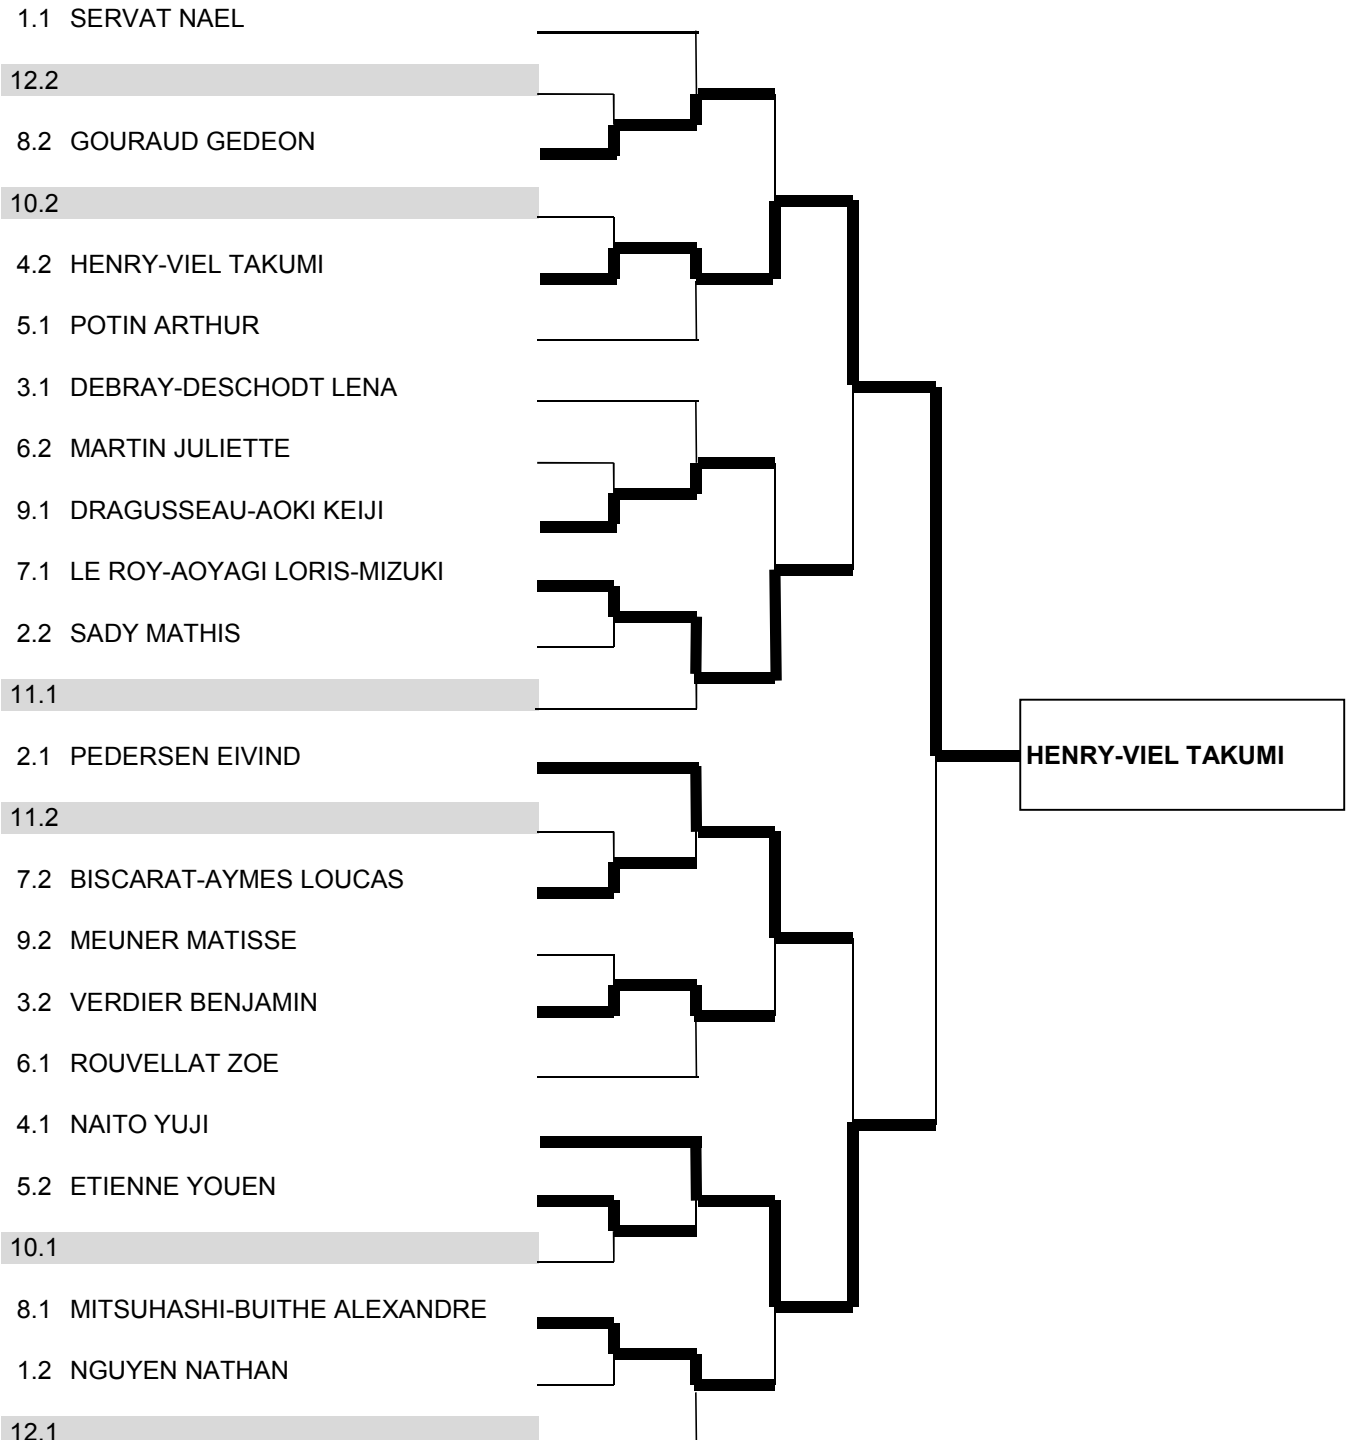 1.1 SERVAT NAEL
12.2
8.2 GOURAUD GEDEON
10.2
4.2 HENRY-VIEL TAKUMI
5.1 POTIN ARTHUR
3.1 DEBRAY-DESCHODT LENA
6.2 MARTIN JULIETTE
9.1 DRAGUSSEAU-AOKI KEIJI
7.1 LE ROY-AOYAGI LORIS-MIZUKI
2.2 SADY MATHIS
11.1
2.1 PEDERSEN EIVIND
HENRY-VIEL TAKUMI
11.2
7.2 BISCARAT-AYMES LOUCAS
9.2 MEUNER MATISSE
3.2 VERDIER BENJAMIN
6.1 ROUVELLAT ZOE
4.1 NAITO YUJI
5.2 ETIENNE YOUEN
10.1
8.1 MITSUHASHI-BUITHE ALEXANDRE
1.2 NGUYEN NATHAN
12.1